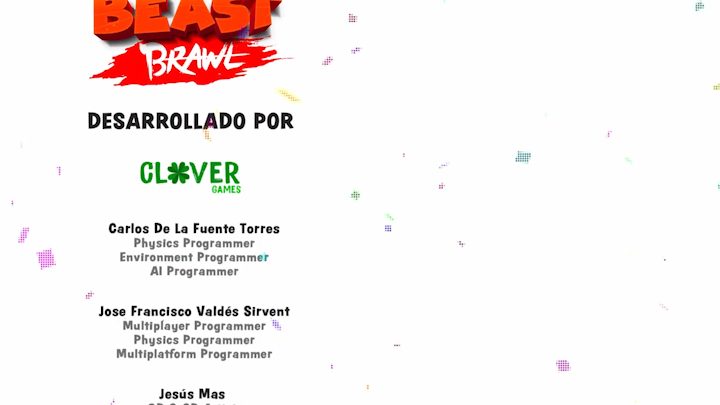 BEAST
BRAWL
DESARROLLADO POR
CLOVER
GAMES
Carlos De La Fuente Torres
Physics Programmer
Environment Programmer
AI Programmer
Jose Francisco Valdés Sirvent
Multiplayer Programmer
Physics Programmer
Multiplatform Programmer
Jesús Mas